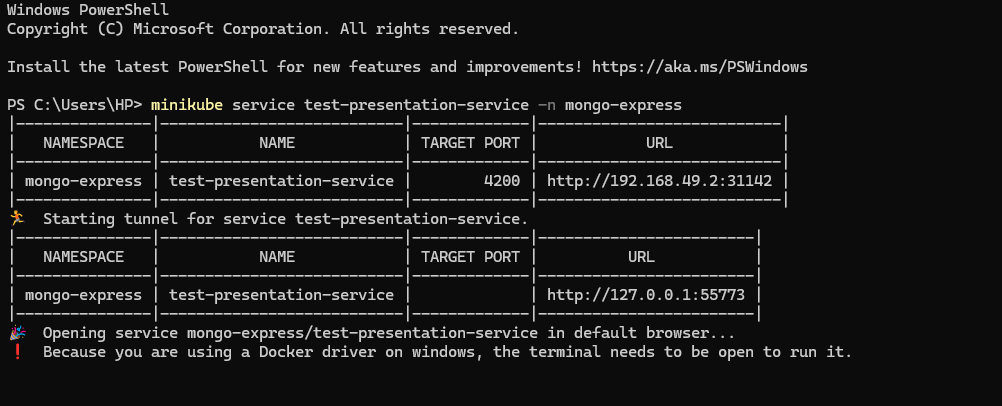 Windows PowerShell
Copyright (C) Microsoft Corporation. All rights reserved.
Install the latest PowerShell for new features and improvements! https://aka.ms/PSWindows
PS C:\Users\HP> minikube service test-presentation-service -n mongo-express
|---------------|---------------------------|-------------|---------------------------|
|   NAMESPACE   |           NAME            | TARGET PORT |            URL            |
|---------------|---------------------------|-------------|---------------------------|
| mongo-express | test-presentation-service |        4200 | http://192.168.49.2:31142 |
|---------------|---------------------------|-------------|---------------------------|
🏃  Starting tunnel for service test-presentation-service.
|---------------|---------------------------|-------------|------------------------|
|   NAMESPACE   |           NAME            | TARGET PORT |          URL           |
|---------------|---------------------------|-------------|------------------------|
| mongo-express | test-presentation-service |             | http://127.0.0.1:55773 |
|---------------|---------------------------|-------------|------------------------|
🎉  Opening service mongo-express/test-presentation-service in default browser...
❗  Because you are using a Docker driver on windows, the terminal needs to be open to run it.